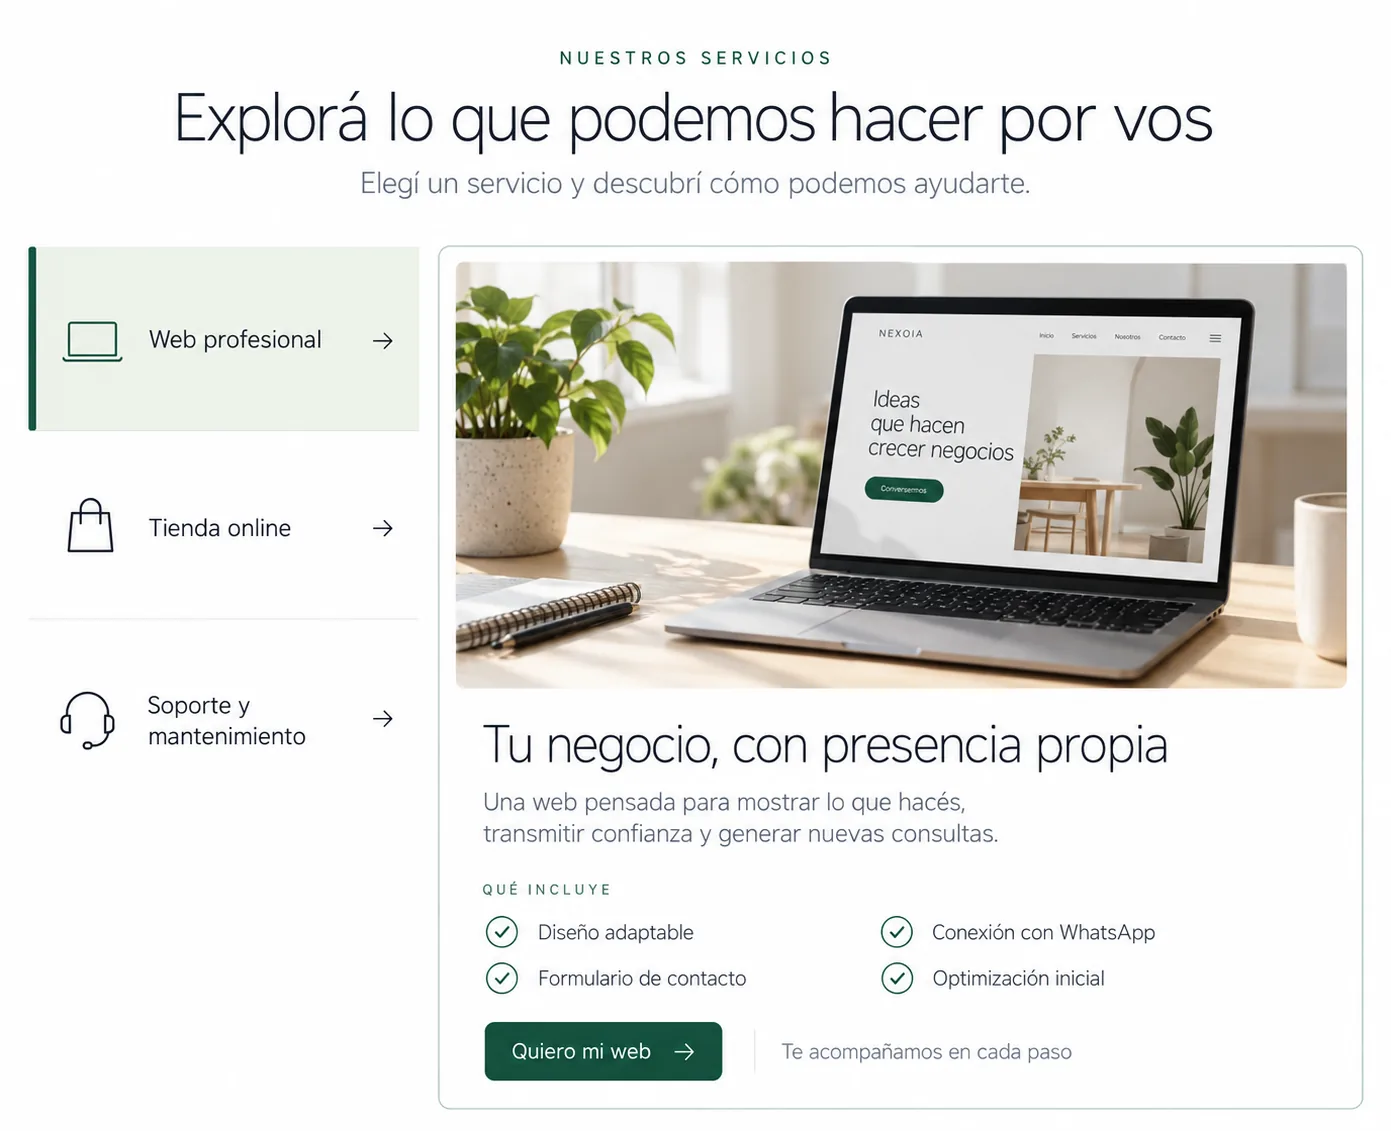 NUESTROS SERVICIOS
Explorá lo que podemos hacer por vos
Elegí un servicio y descubrí cómo podemos ayudarte.
Web profesional
Tienda online
Soporte y
mantenimiento
NEXOIA
Inicio Servicios Nosotros Contacto
Ideas
que hacen
crecer negocios
Conversemos
Tu negocio, con presencia propia
Una web pensada para mostrar lo que hacés,
transmitir confianza y generar nuevas consultas.
QUÉ INCLUYE
Diseño adaptable
Conexión con WhatsApp
Formulario de contacto
Optimización inicial
Quiero mi web
Te acompañamos en cada paso